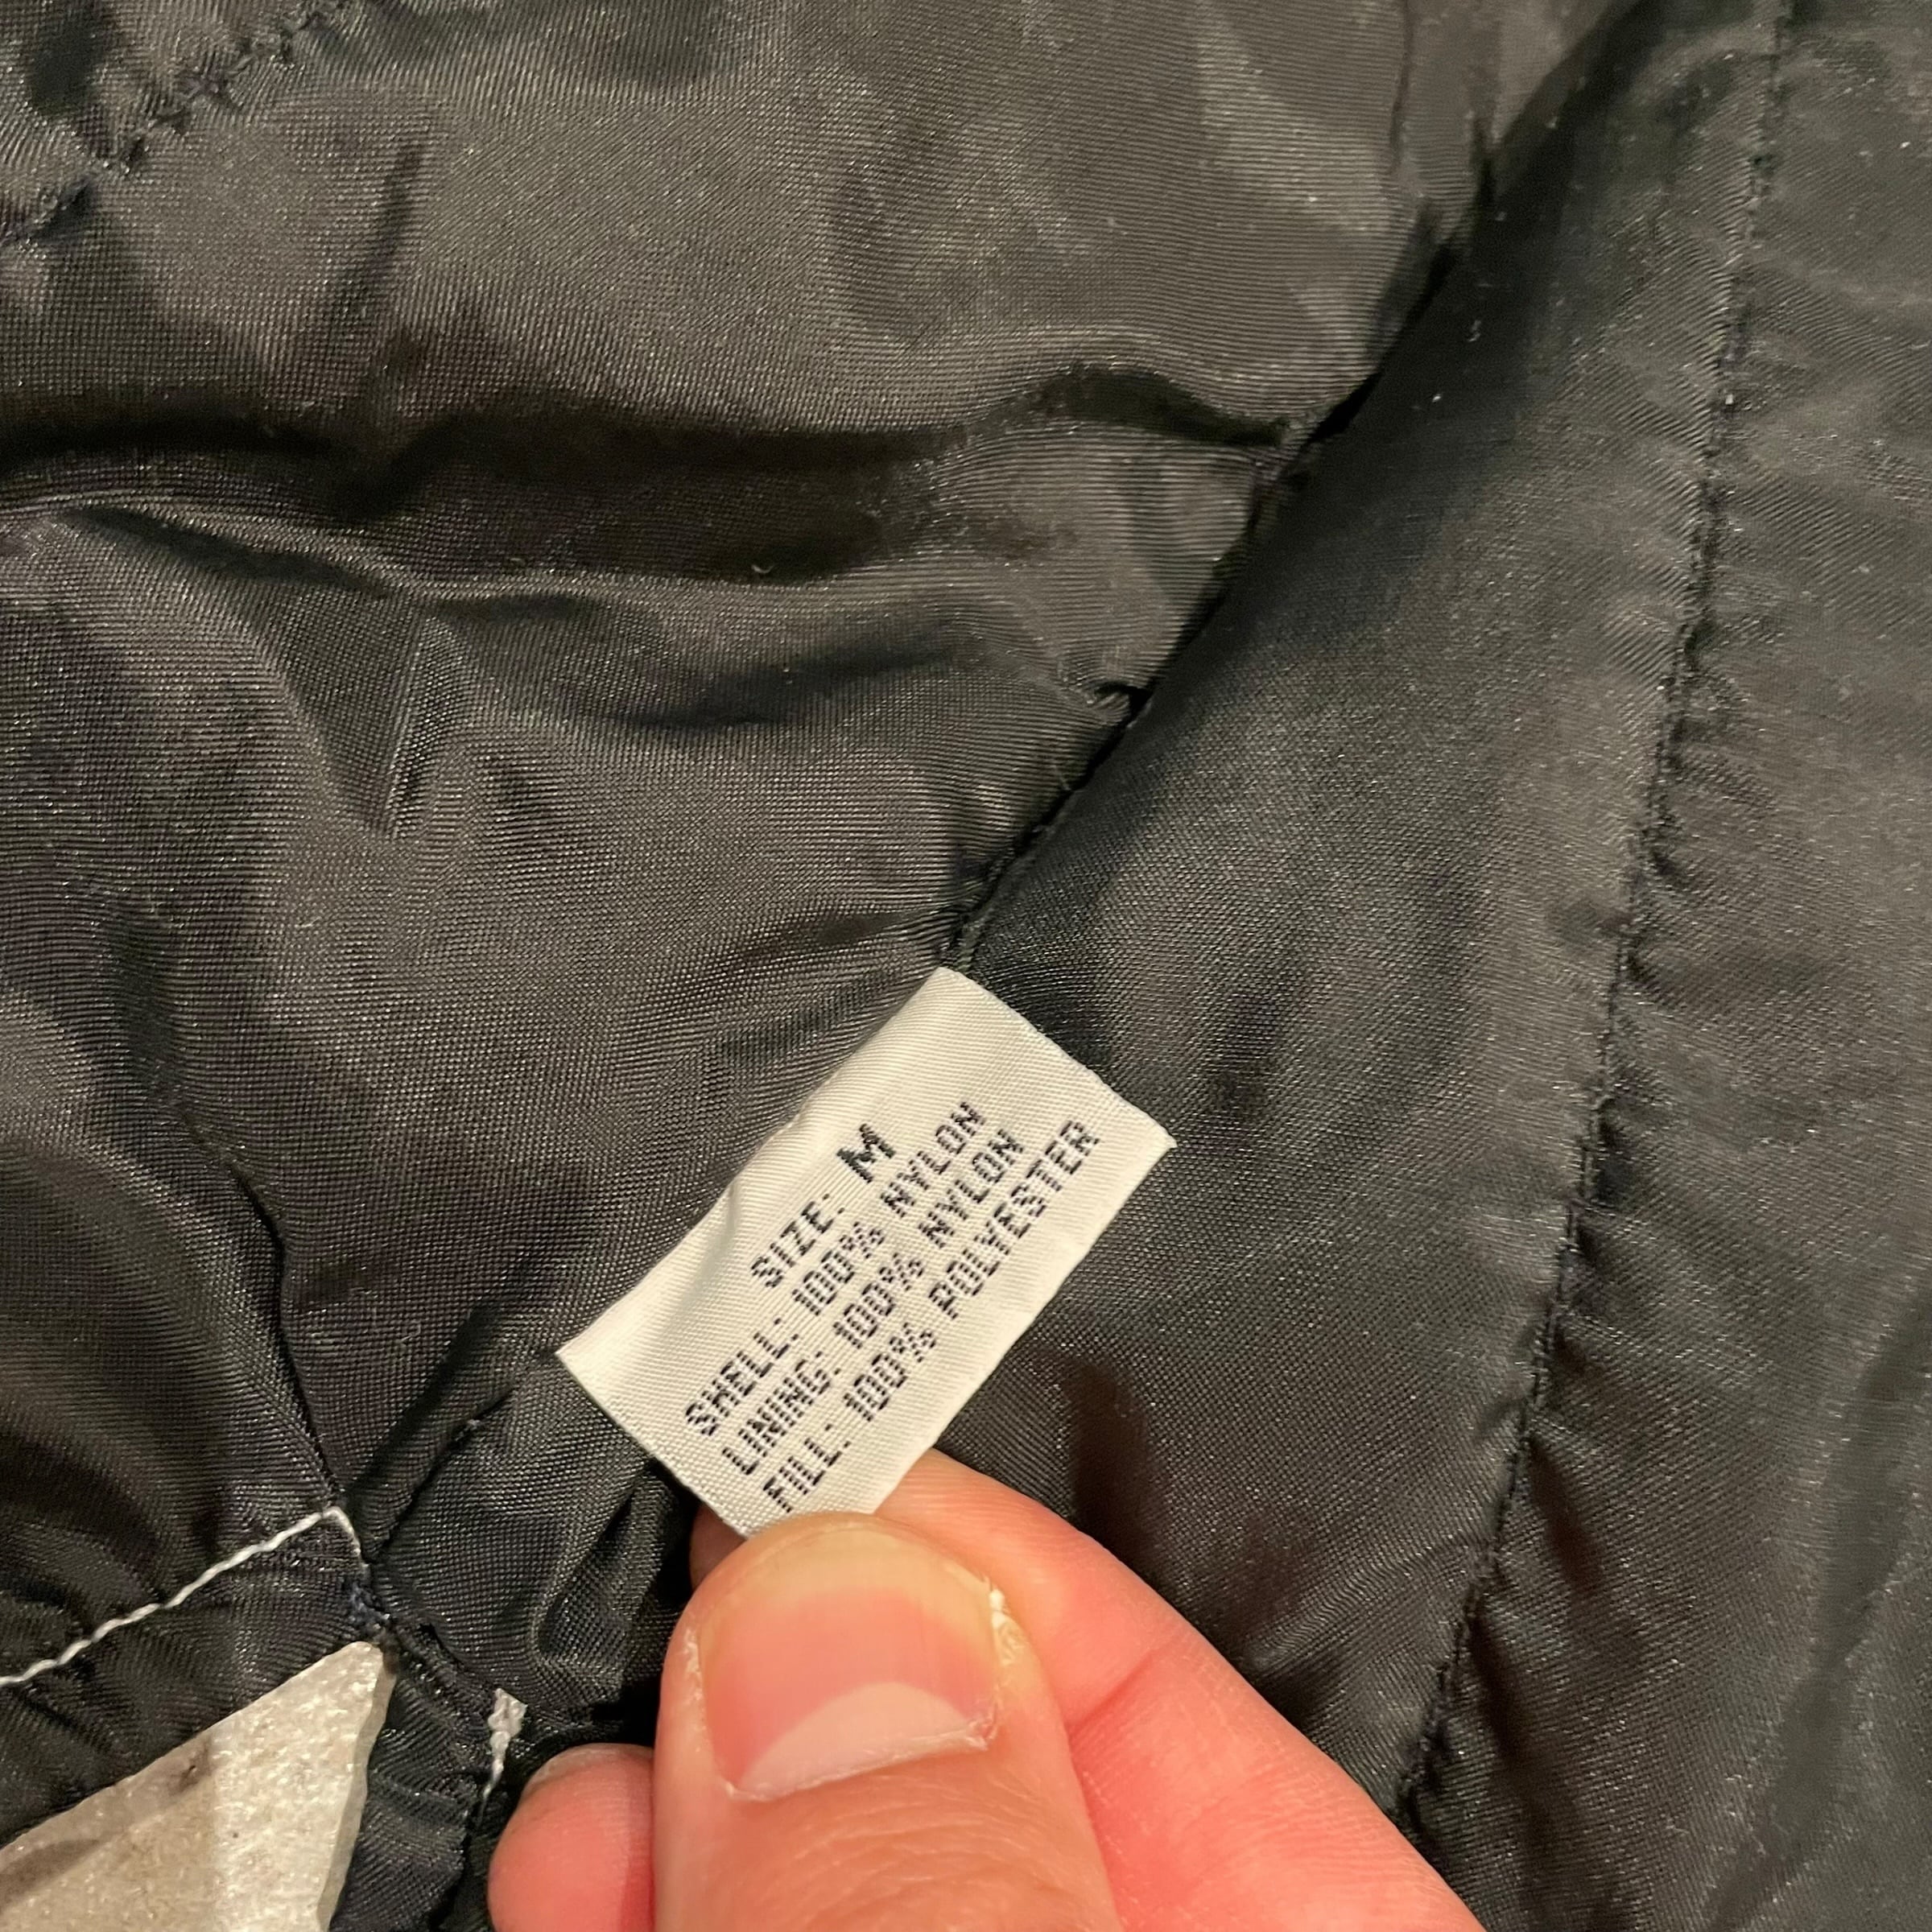 SIZE: M
SHELL: 100% NYLON
LINING: 100% NYLON
FILL: 100% POLYESTER